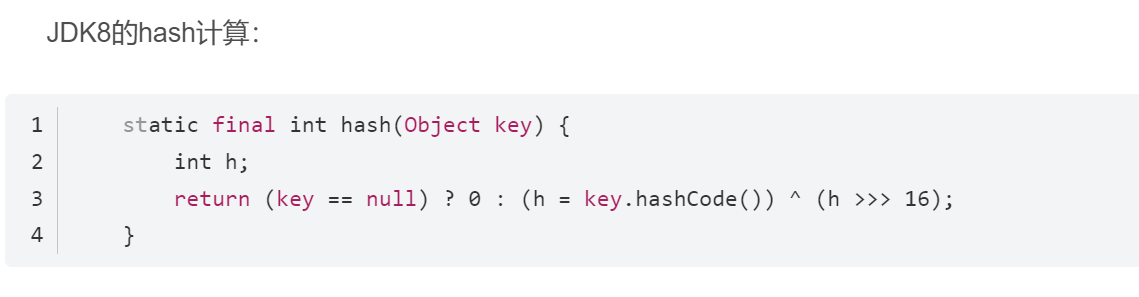 JDK8的hash计算：
1 static final int hash(Object key) {
2 int h;
3 return (key == null) ? 0 : (h = key.hashCode()) ^ (h >>> 16);
4 }